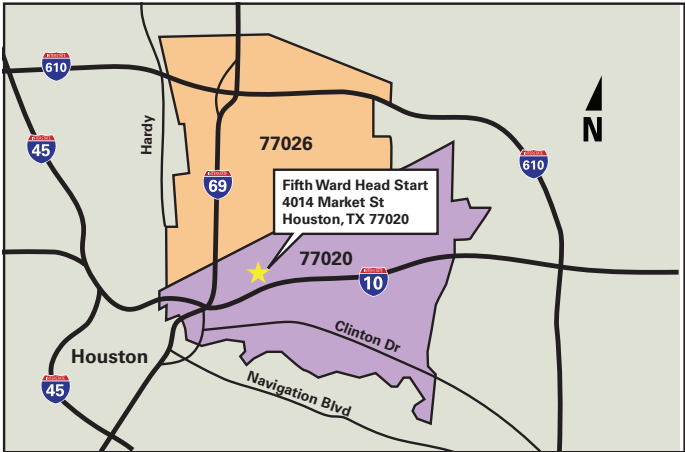 610
45
Hardy
77026
N
610
69
Fifth Ward Head Start
4014 Market St
Houston, TX 77020
77020
10
Clinton Dr
Houston
45
Navigation Blvd